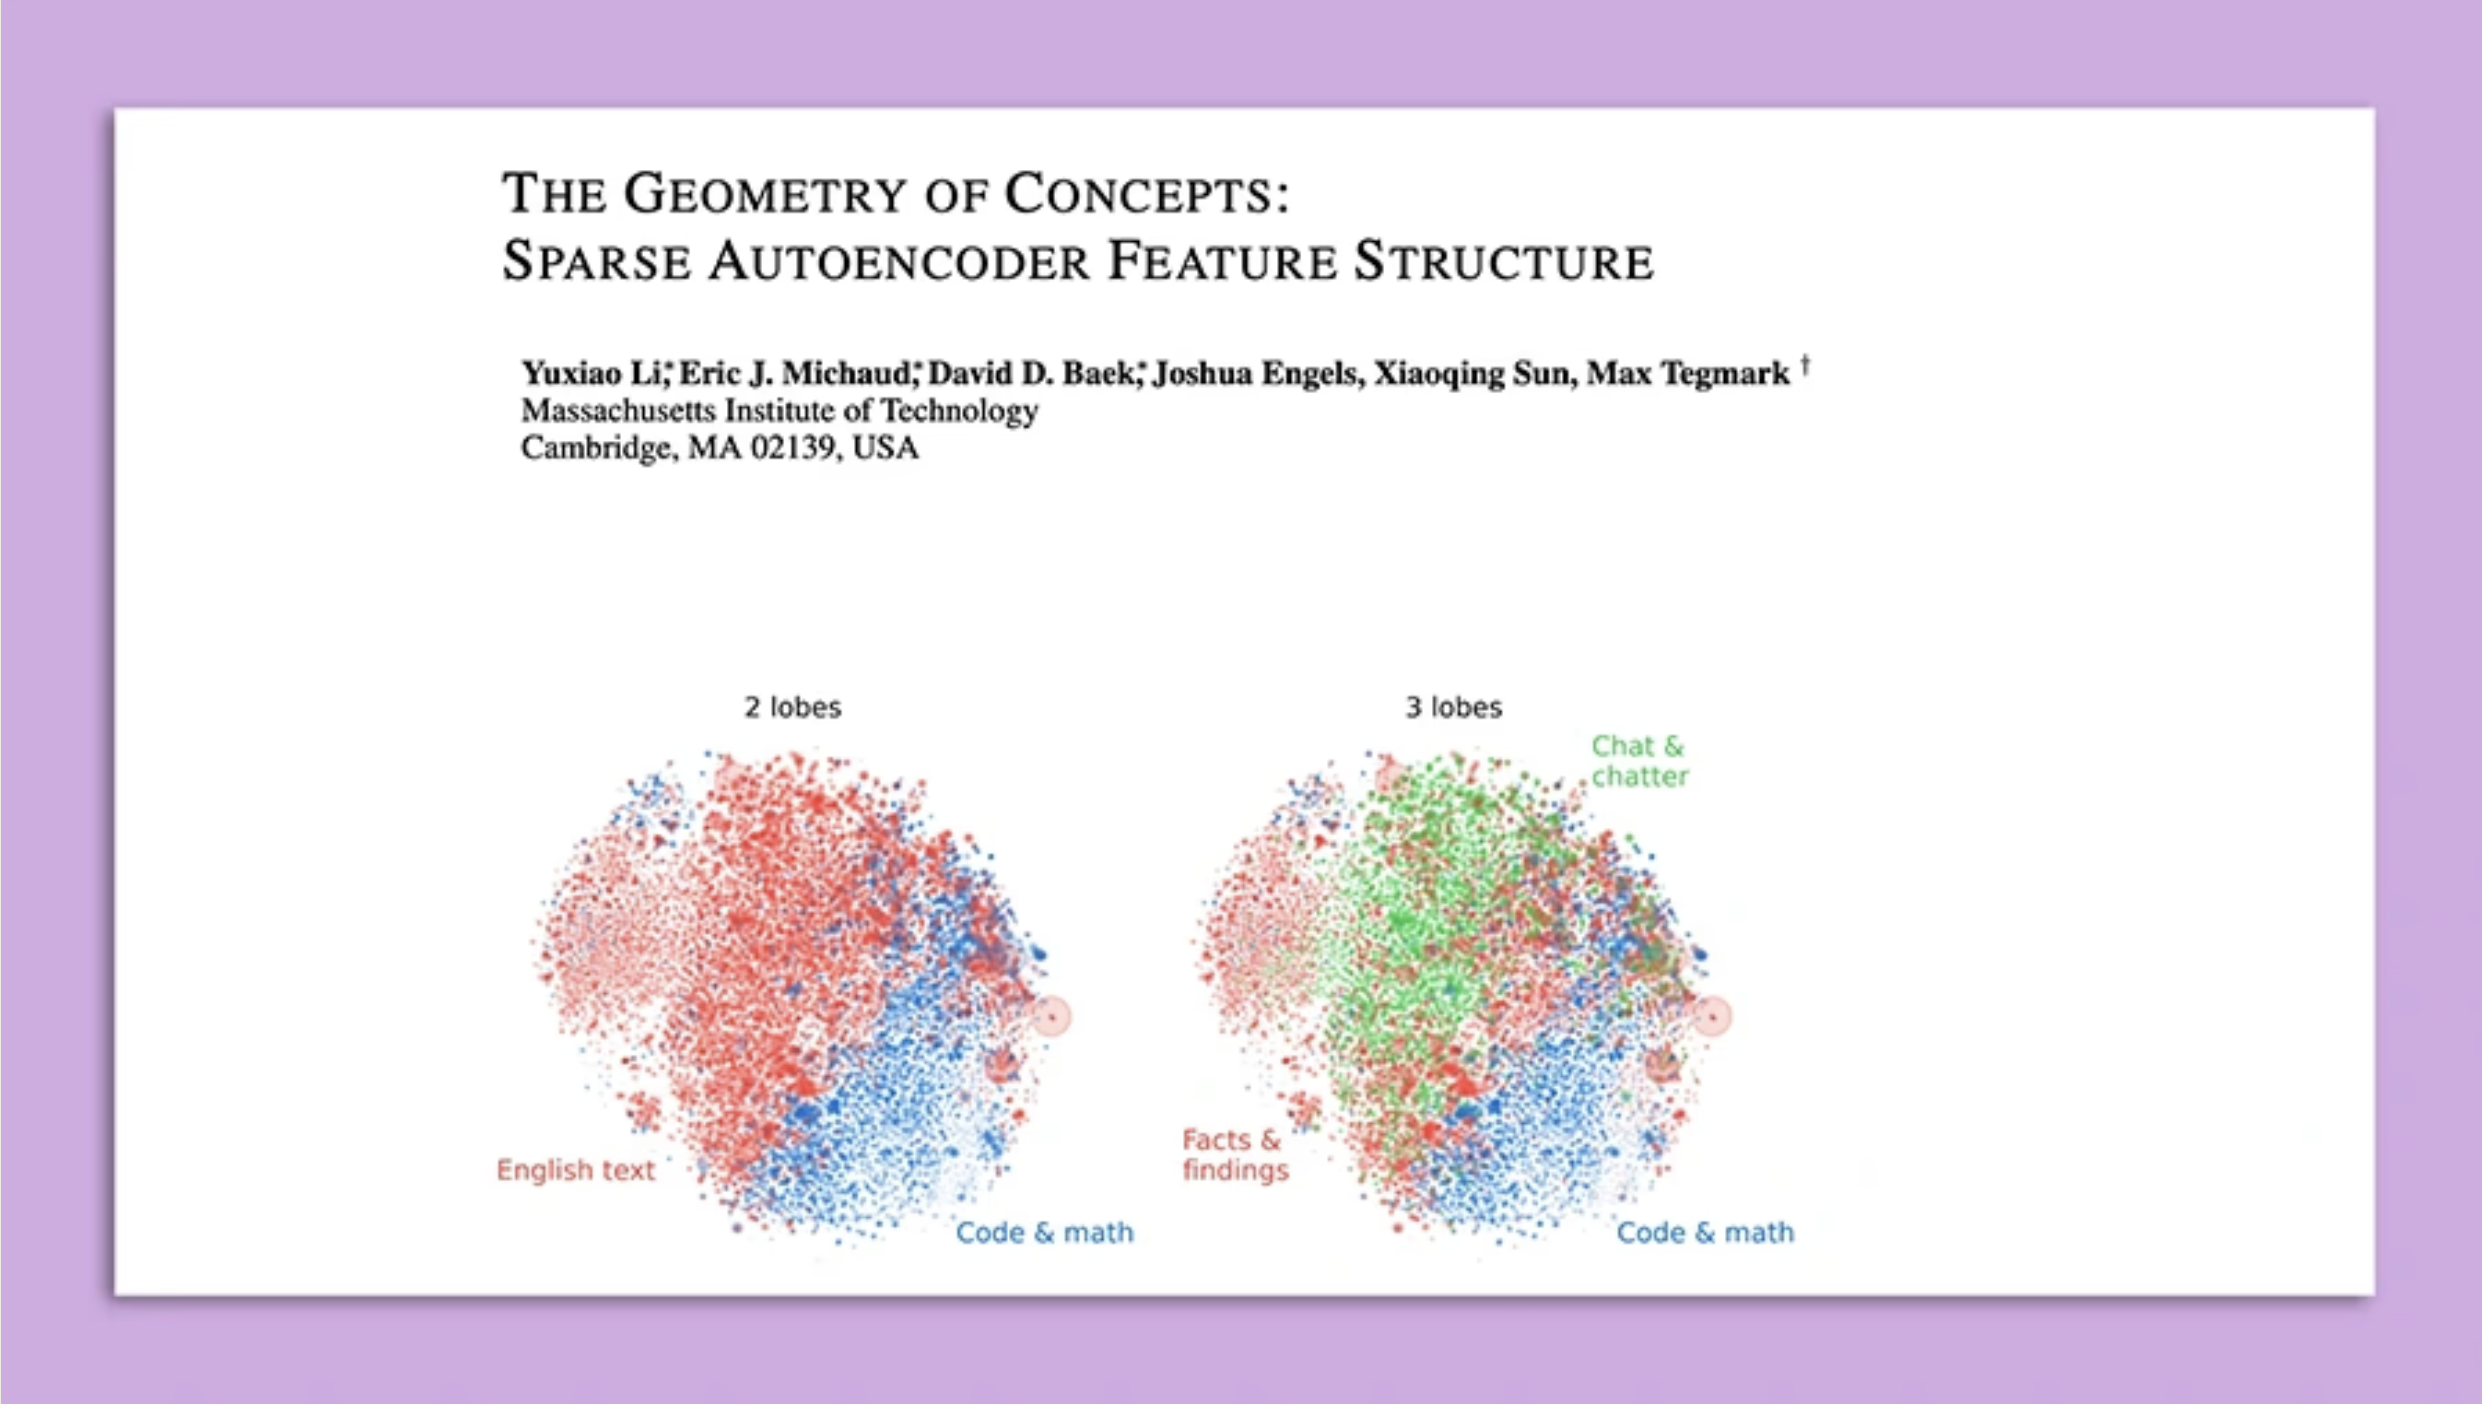 THE GEOMETRY OF CONCEPTS:
SPARSE AUTOENCODER FEATURE STRUCTURE
Yuxiao Li,* Eric J. Michaud,* David D. Baek,* Joshua Engels, Xiaoqing Sun, Max Tegmark †
Massachusetts Institute of Technology
Cambridge, MA 02139, USA
2 lobes
English text
Code & math
3 lobes
Chat &
chatter
Facts &
findings
Code & math